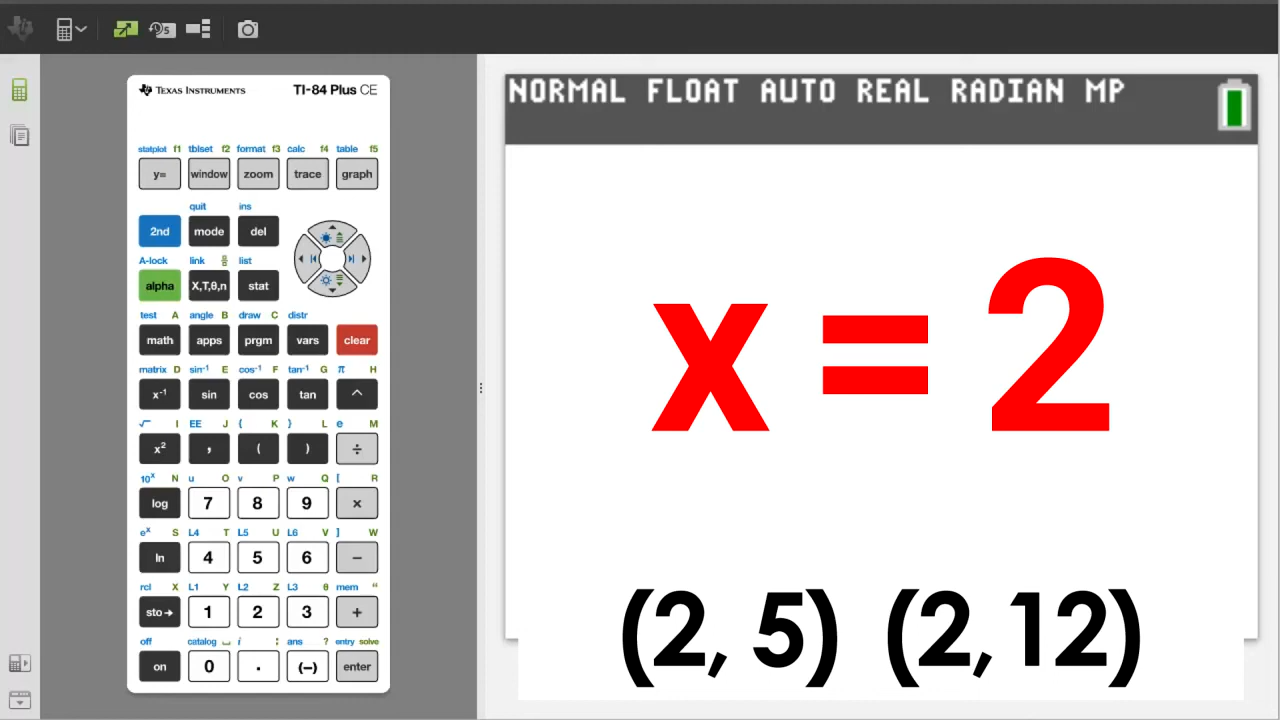 TEXAS INSTRUMENTS TI-84 Plus CE
statplot f1 tblset f2 format f3 calc f4 table f5
y= window zoom trace graph
quit ins
2nd mode del
A-lock link list
alpha X,T,θ,n stat
test A angle B draw C distr
math apps prgm vars clear
matrix D sin⁻¹ E cos⁻¹ F tan⁻¹ G π H
x⁻¹ sin cos tan ^
√ I EE J { K } L e M
x² , ( ) ÷
10ˣ N u O v P w Q [ R
log 7 8 9 ×
eˣ S L4 T L5 U L6 V ] W
ln 4 5 6 −
rcl X L1 Y L2 Z L3 θ mem “
sto→ 1 2 3 +
off catalog ⎵ i : ans ? entry solve
on 0 . (−) enter
NORMAL FLOAT AUTO REAL RADIAN MP
x = 2
(2, 5) (2, 12)